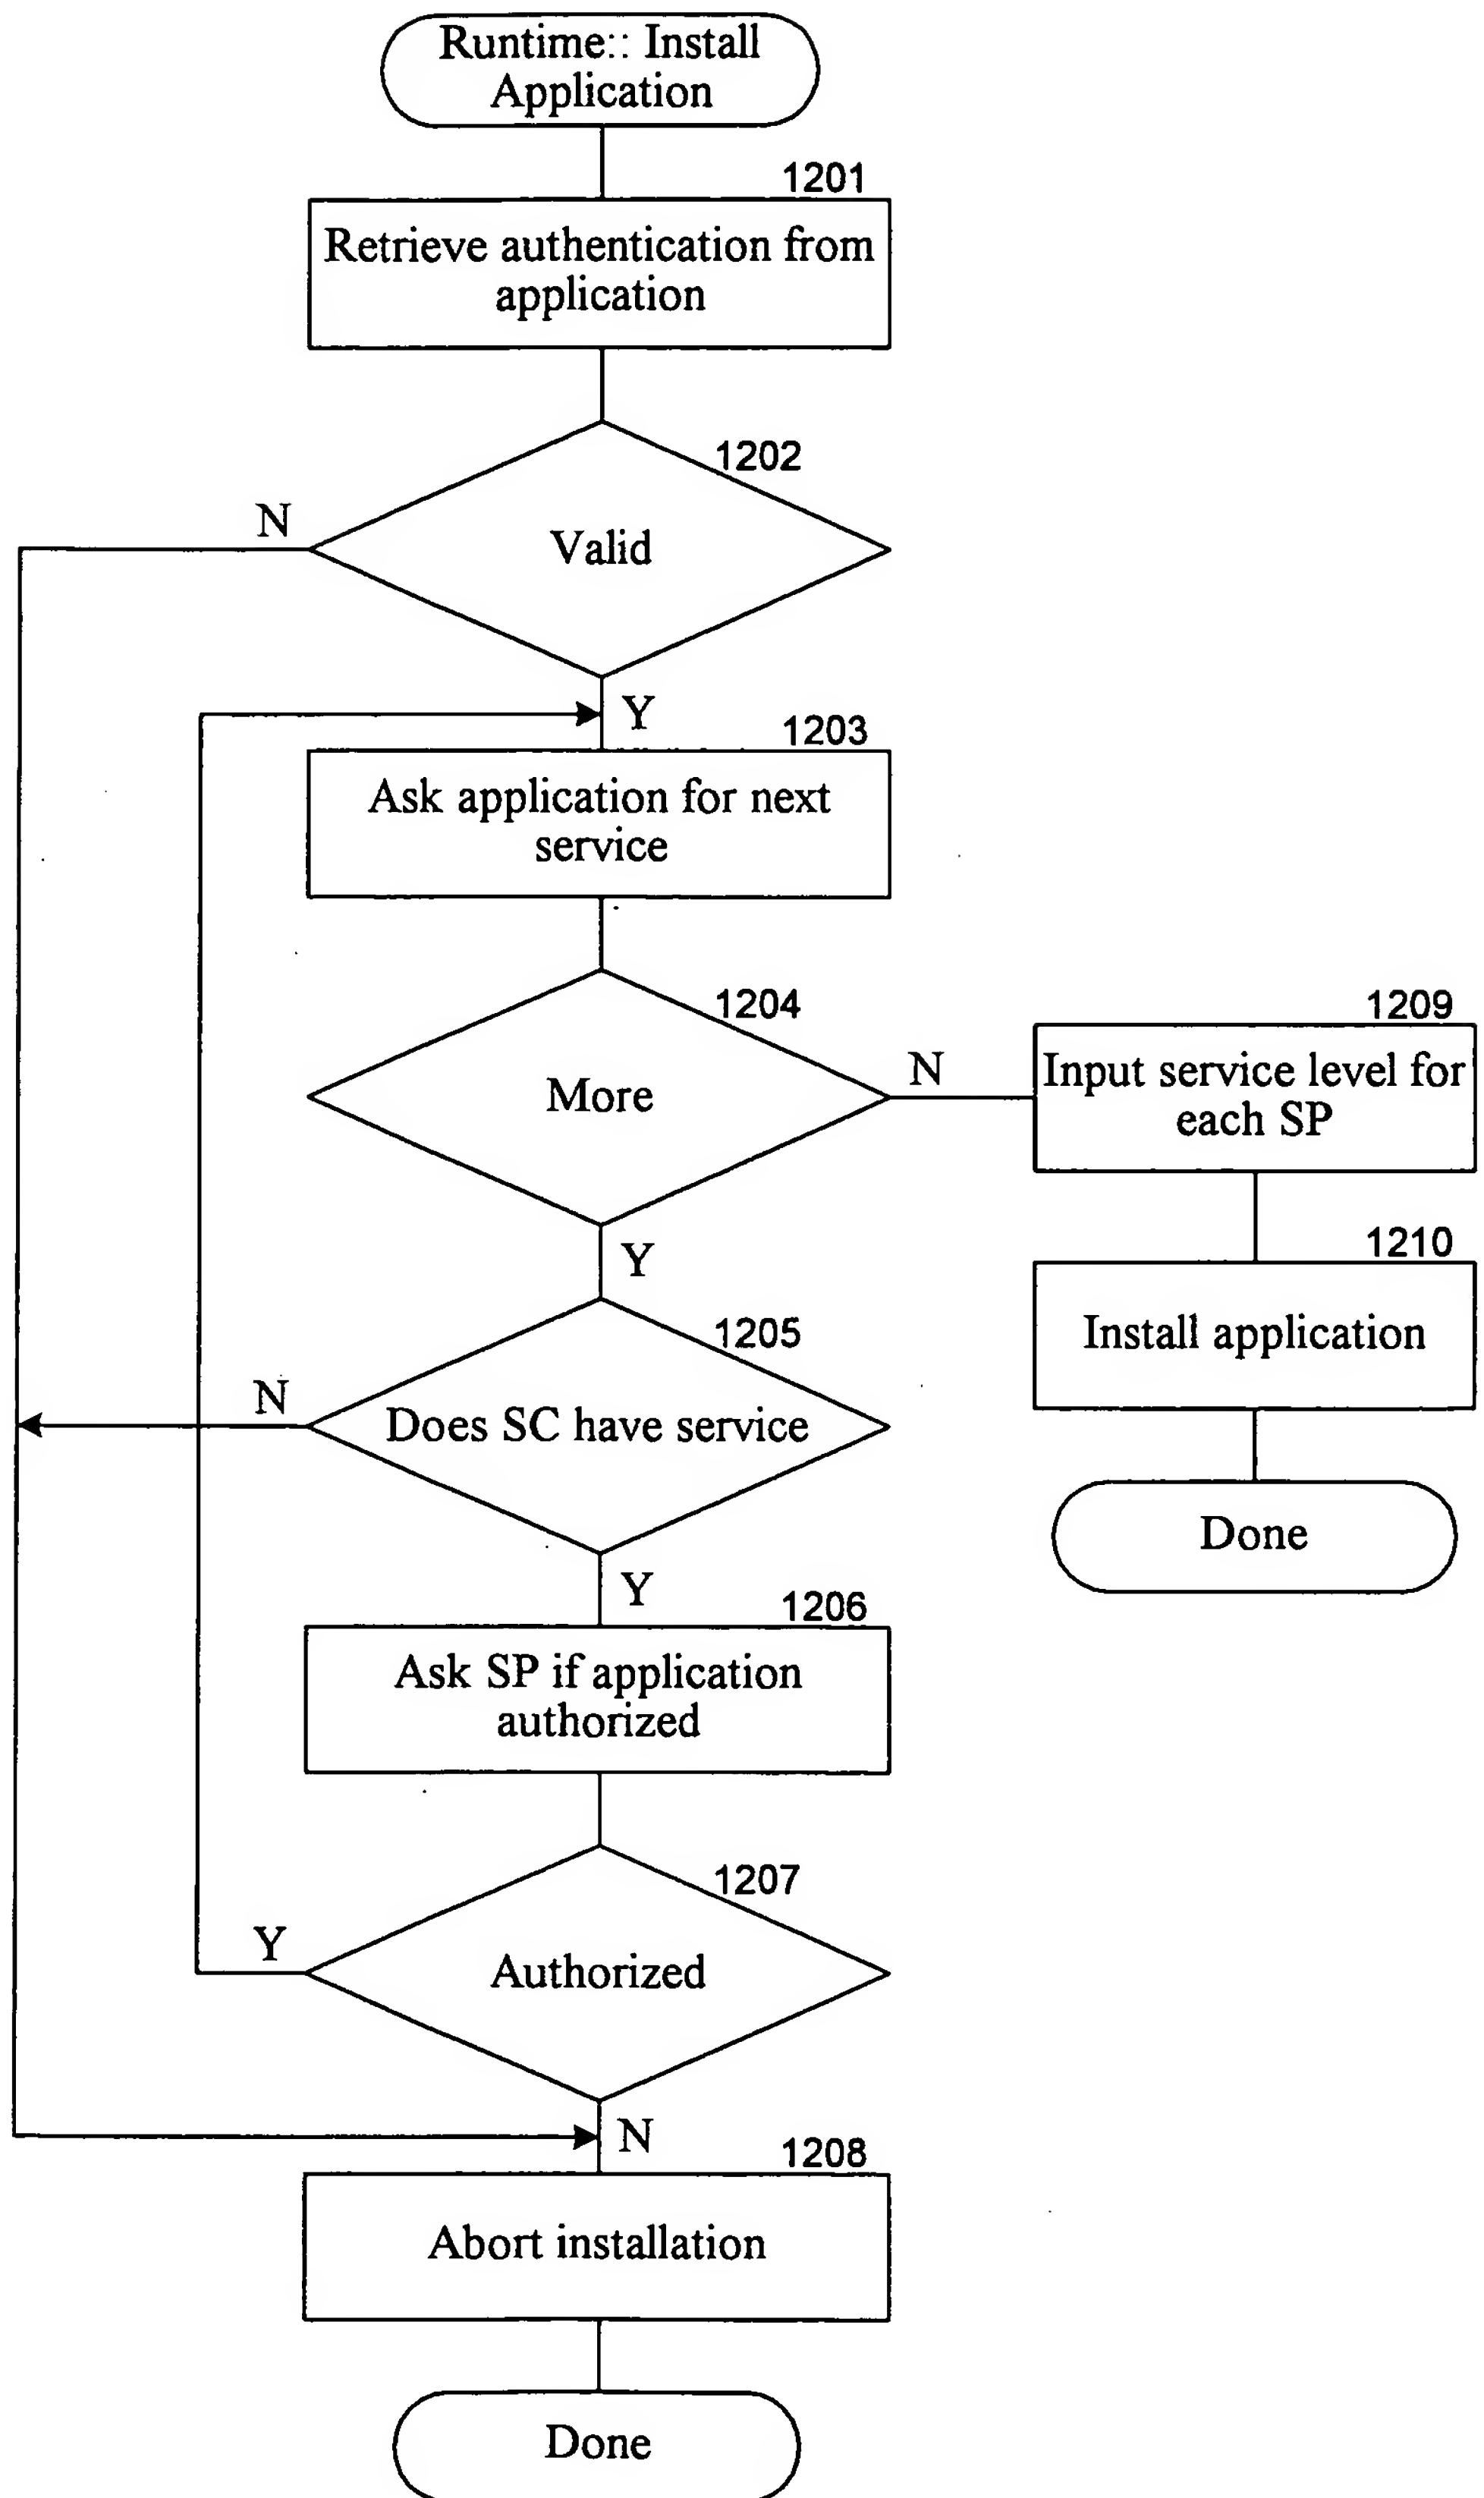 Runtime:: Install
Application
1201
Retrieve authentication from
application
1202
Valid
N
Y
1203
Ask application for next
service
1204
More
N
Y
1209
Input service level for
each SP
1210
Install application
Done
1205
Does SC have service
N
Y
1206
Ask SP if application
authorized
1207
Authorized
Y
N
1208
Abort installation
Done